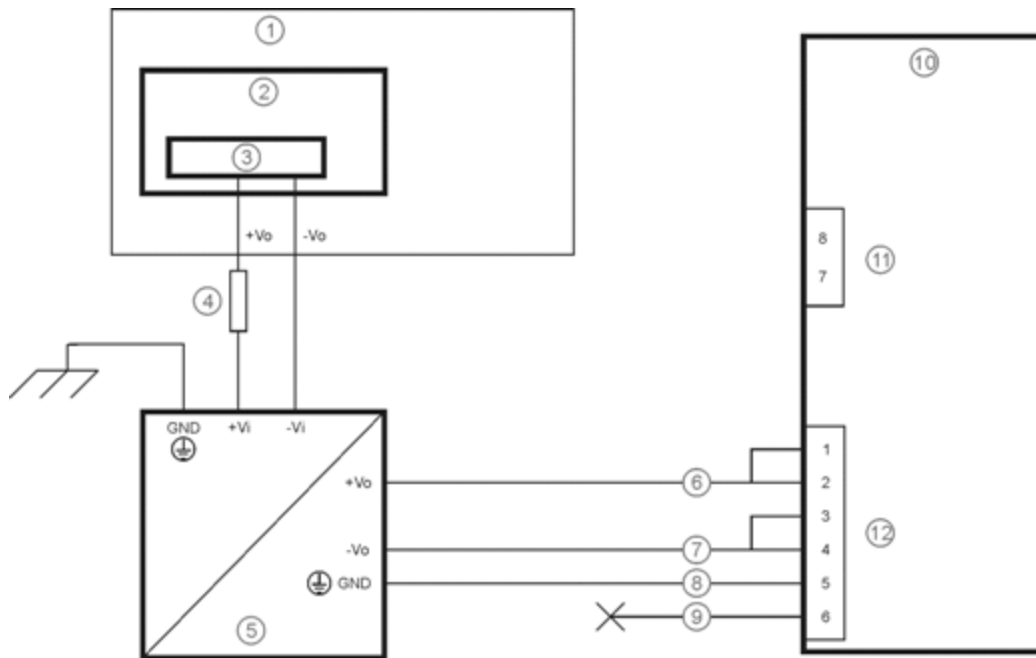 ①
⑩
②
③
8
⑪
7
+Vo
-Vo
④
GND
+Vi
-Vi
1
+Vo
⑥
2
3
⑫
-Vo
⑦
4
GND
⑧
5
⑨
6
⑤